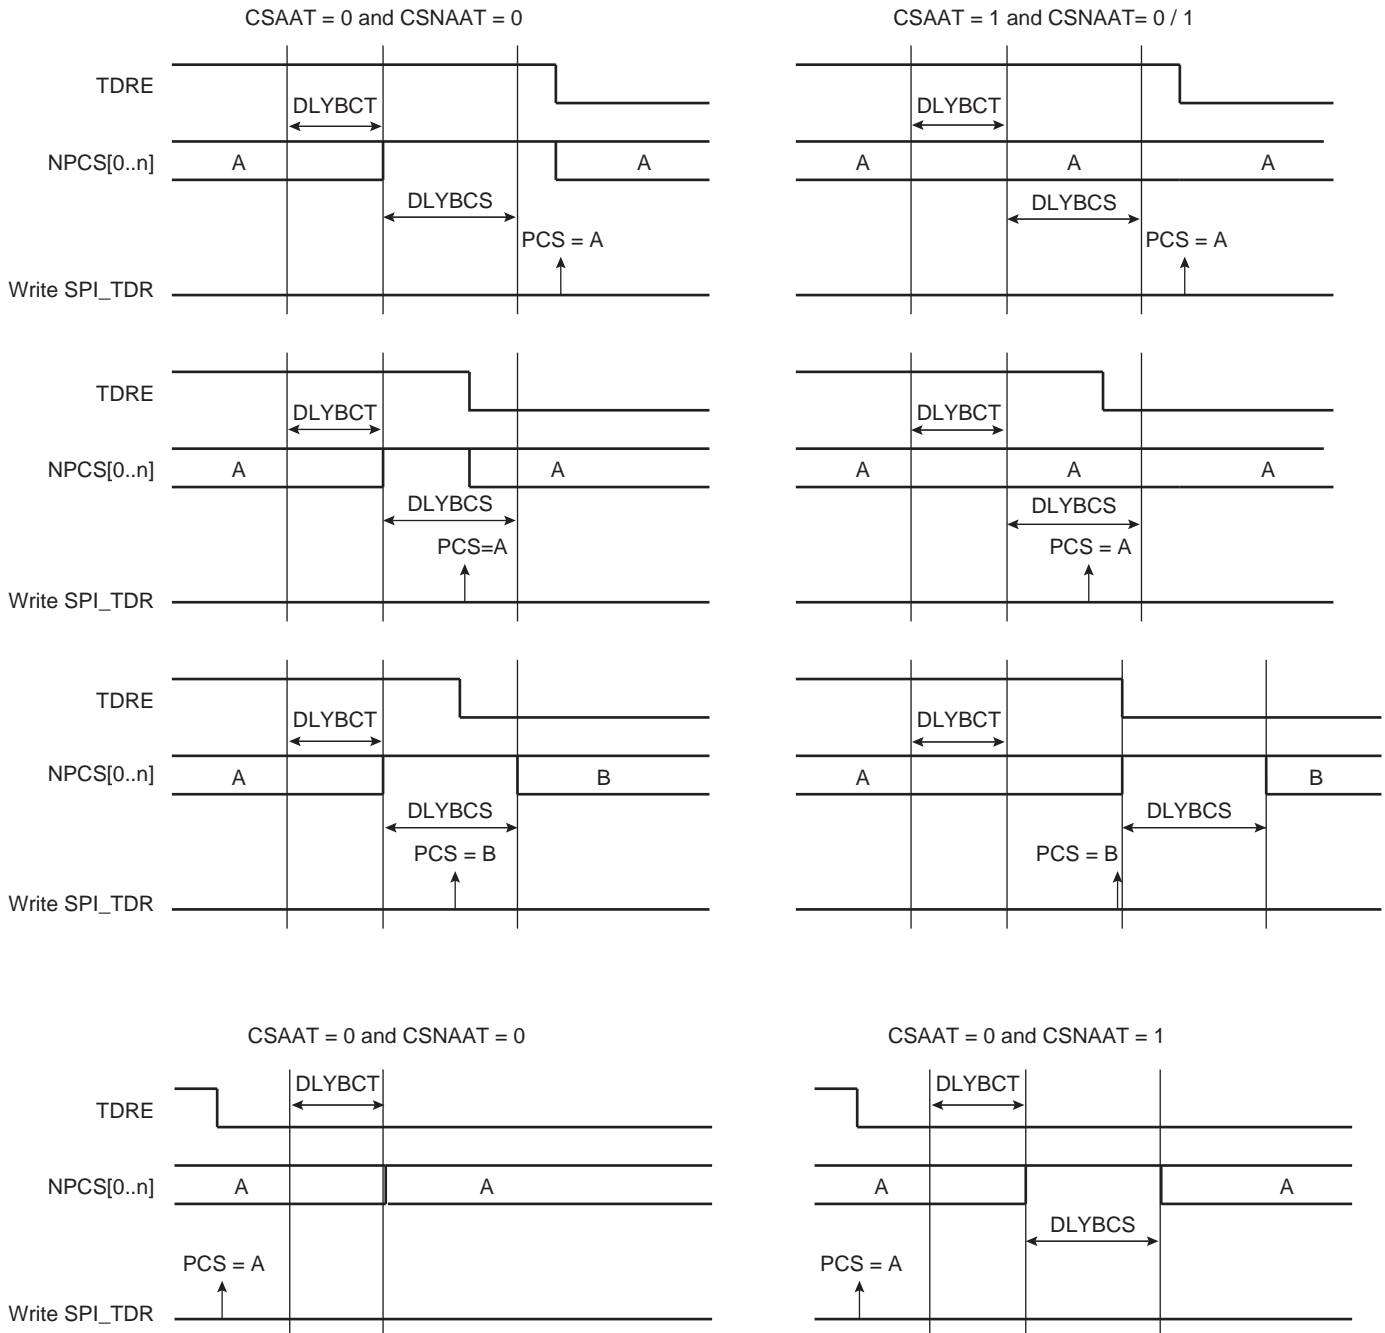 CSAAT = 0 and CSNAAT = 0
CSAAT = 1 and CSNAAT= 0 / 1
TDRE
DLYBCT
DLYBCT
NPCS[0..n]
A
A
A
A
A
DLYBCS
DLYBCS
PCS = A
PCS = A
Write SPI_TDR
TDRE
DLYBCT
DLYBCT
NPCS[0..n]
A
A
A
A
A
DLYBCS
DLYBCS
PCS=A
PCS = A
Write SPI_TDR
TDRE
DLYBCT
DLYBCT
NPCS[0..n]
A
B
A
B
DLYBCS
DLYBCS
PCS = B
PCS = B
Write SPI_TDR
CSAAT = 0 and CSNAAT = 0
CSAAT = 0 and CSNAAT = 1
DLYBCT
DLYBCT
TDRE
NPCS[0..n]
A
A
A
A
DLYBCS
PCS = A
PCS = A
Write SPI_TDR